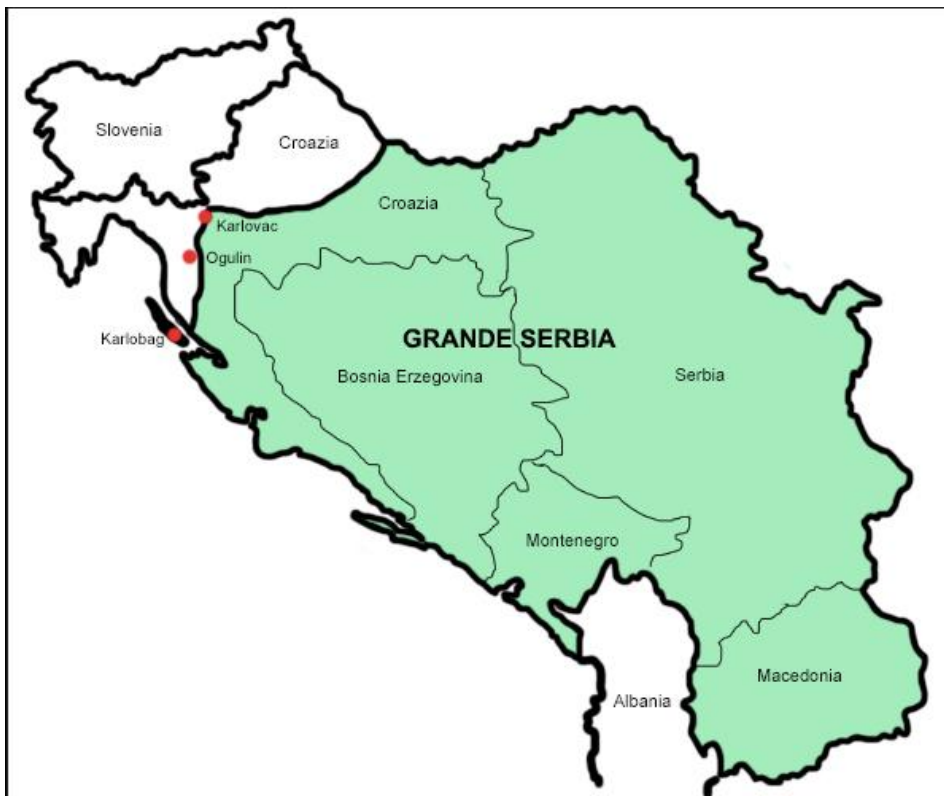 Slovenia
Croazia
Croazia
Karlovac
Ogulin
Karlobag
GRANDE SERBIA
Bosnia Erzegovina
Serbia
Montenegro
Macedonia
Albania